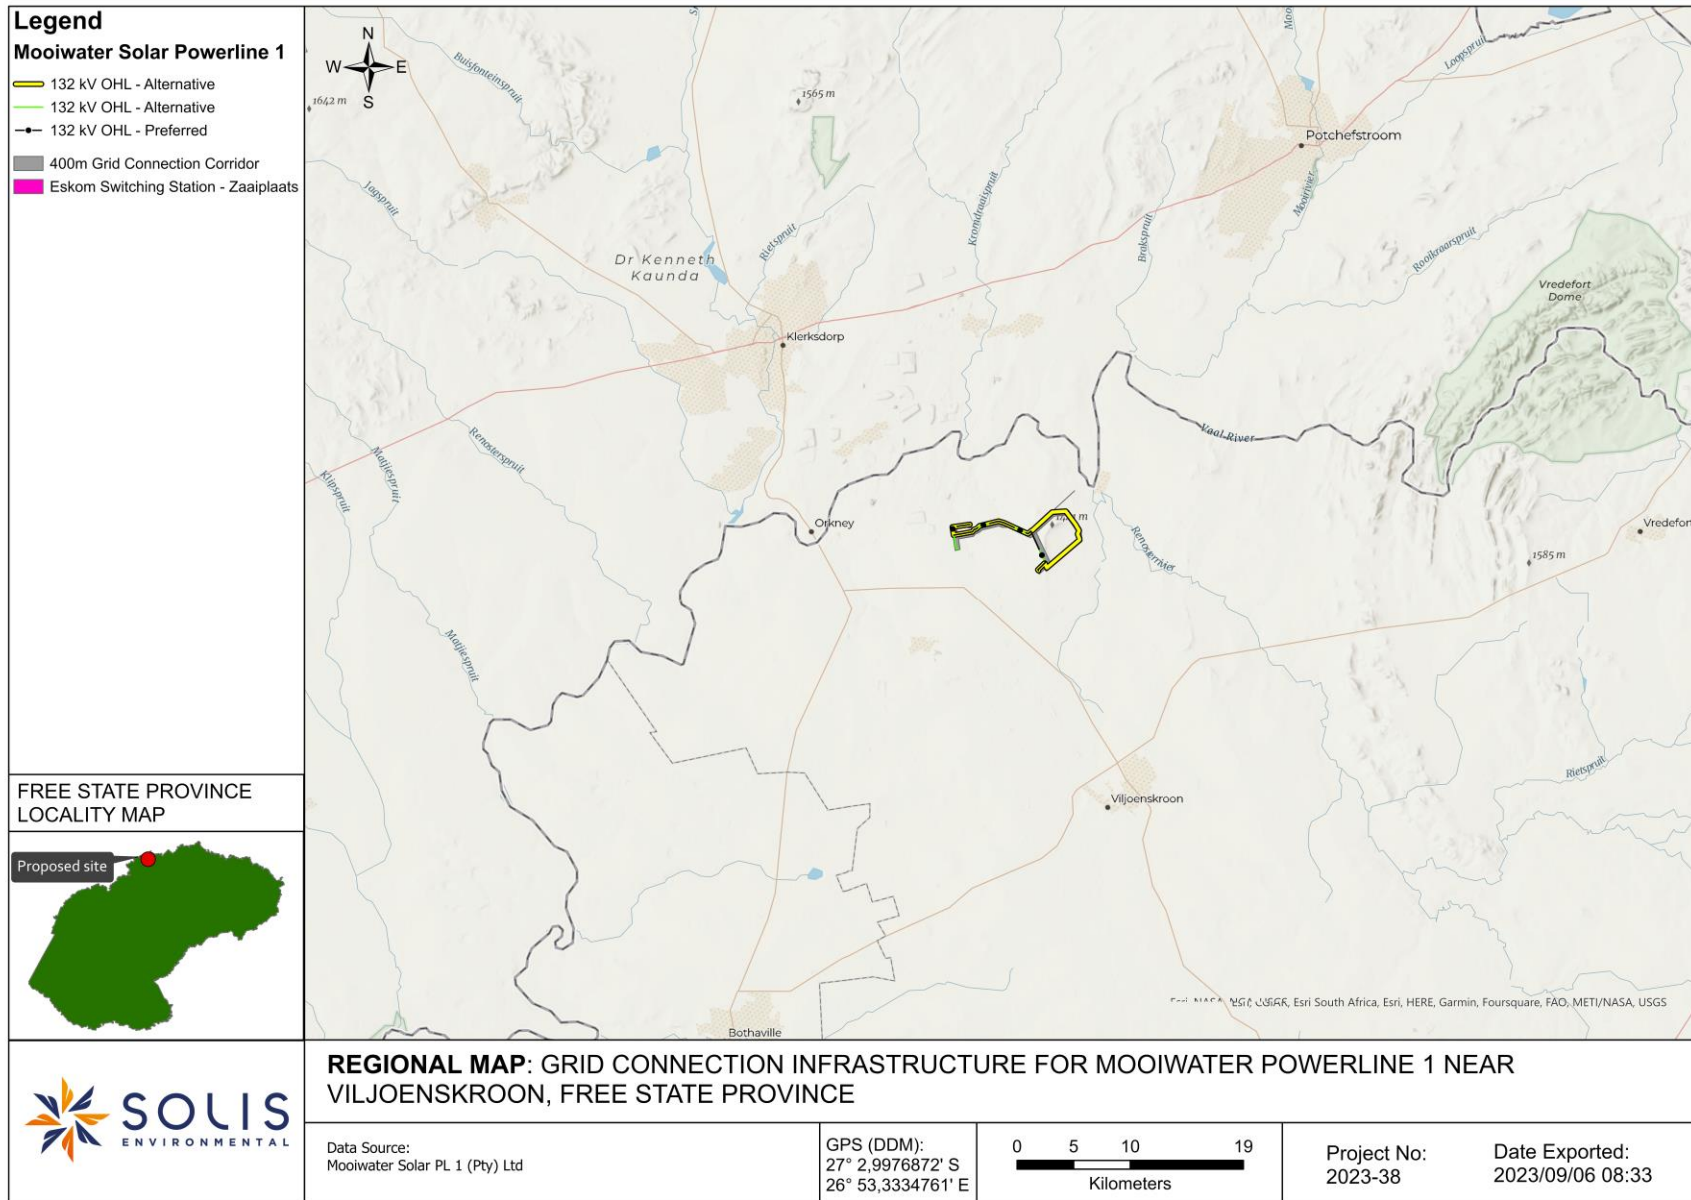 Legend
Mooiwater Solar Powerline 1
132 kV OHL - Alternative
132 kV OHL - Alternative
132 kV OHL - Preferred
400m Grid Connection Corridor
Eskom Switching Station - Zaaiplaats
N
W E
S
1642 m
Buisfonteinspruit
1565 m
Loopspruit
Potchefstroom
Jagspruit
Kromdraaispruit
Mooirivier
Brakspruit
Rietspruit
Rooikraarspruit
Dr Kenneth
Kaunda
Vredefort
Dome
Klerksdorp
Vaal River
Renosterspruit
Matjiespruit
Klipspruit
Orkney
Renosterrivier
Vredefort
1585 m
Matjiespruit
Rietspruit
Viljoenskroon
Bothaville
Esri South Africa, Esri, HERE, Garmin, Foursquare, FAO, METI/NASA, USGS
FREE STATE PROVINCE
LOCALITY MAP
Proposed site
SOLIS
ENVIRONMENTAL
REGIONAL MAP: GRID CONNECTION INFRASTRUCTURE FOR MOOIWATER POWERLINE 1 NEAR
VILJOENSKROON, FREE STATE PROVINCE
Data Source:
Mooiwater Solar PL 1 (Pty) Ltd
GPS (DDM):
27° 2,9976872' S
26° 53,3334761' E
0 5 10 19
Kilometers
Project No:
2023-38
Date Exported:
2023/09/06 08:33